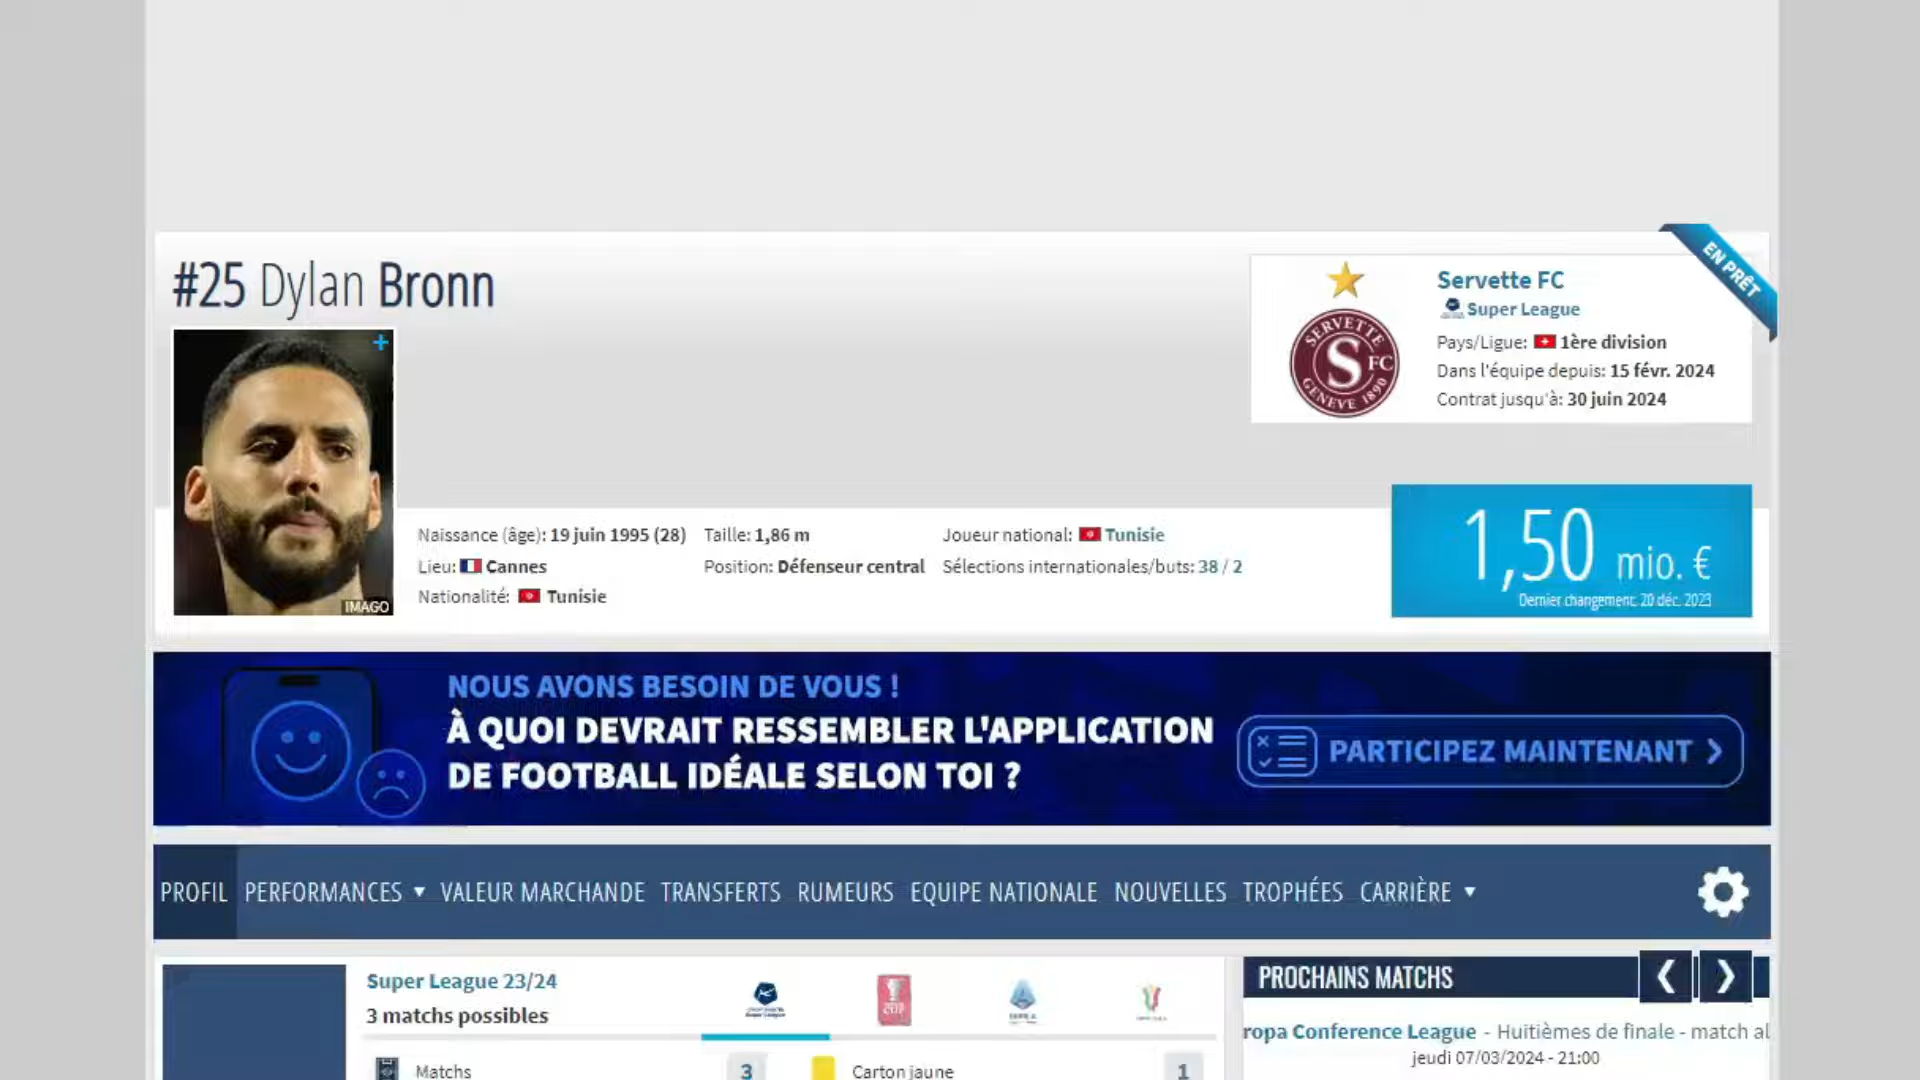 #25 Dylan Bronn
EN PRÊT
Servette FC
Super League
Pays/Ligue: 1ère division
Dans l'équipe depuis: 15 févr. 2024
Contrat jusqu'à: 30 juin 2024
SERVETTE
S FC
GENEVE 1890
IMAGO
Naissance (âge): 19 juin 1995 (28)
Lieu: Cannes
Nationalité: Tunisie
Taille: 1,86 m
Position: Défenseur central
Joueur national: Tunisie
Sélections internationales/buts: 38 / 2
1,50 mio. €
Dernier changement: 20 déc. 2023
NOUS AVONS BESOIN DE VOUS !
À QUOI DEVRAIT RESSEMBLER L'APPLICATION
DE FOOTBALL IDÉALE SELON TOI ?
PARTICIPEZ MAINTENANT
PROFIL PERFORMANCES VALEUR MARCHANDE TRANSFERTS RUMEURS EQUIPE NATIONALE NOUVELLES TROPHÉES CARRIÈRE
Super League 23/24
3 matchs possibles
Matchs 3
Carton jaune 1
PROCHAINS MATCHS
ropa Conference League - Huitièmes de finale - match al
jeudi 07/03/2024 - 21:00